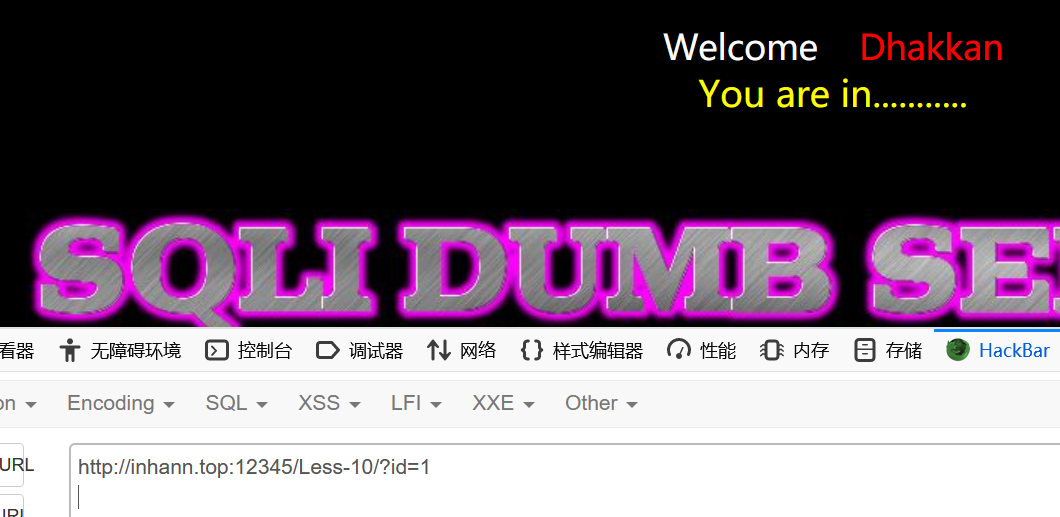 Welcome Dhakkan
You are in...........
SQLI DUMB SE
看器 无障碍环境 控制台 调试器 网络 样式编辑器 性能 内存 存储 HackBar
on Encoding SQL XSS LFI XXE Other
URL http://inhann.top:12345/Less-10/?id=1
URL